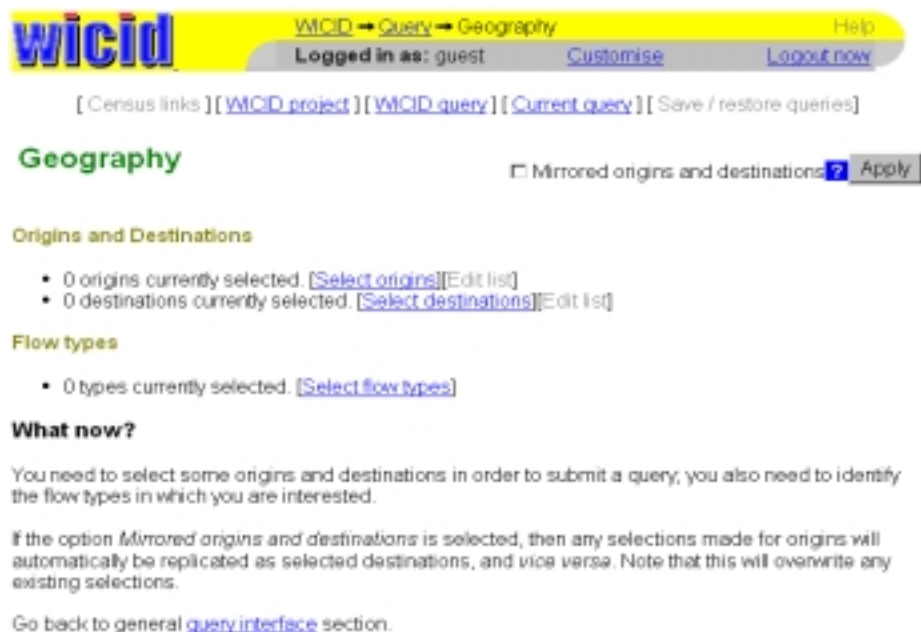 wicid
WICID → Query → Geography Help
Logged in as: guest Customise Logout now
[ Census links ] [ WICID project ] [ WICID query ] [ Current query ] [ Save / restore queries]
Geography
Mirrored origins and destinations ? Apply
Origins and Destinations
• 0 origins currently selected. [Select origins][Edit list]
• 0 destinations currently selected. [Select destinations][Edit list]
Flow types
• 0 types currently selected. [Select flow types]
What now?
You need to select some origins and destinations in order to submit a query; you also need to identify
the flow types in which you are interested.
If the option Mirrored origins and destinations is selected, then any selections made for origins will
automatically be replicated as selected destinations, and vice versa. Note that this will overwrite any
existing selections.
Go back to general query interface section.